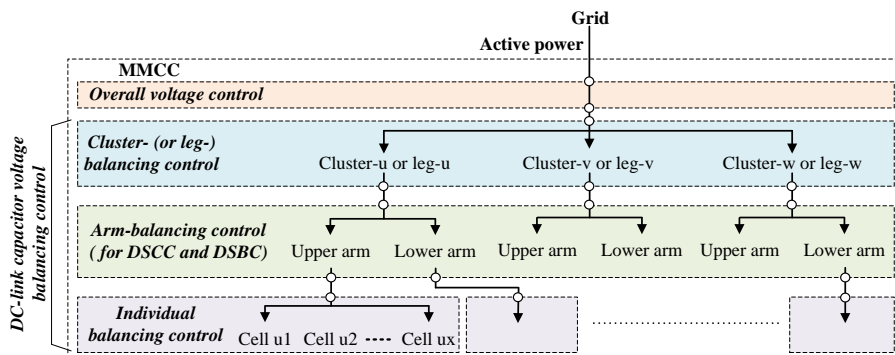 Grid
Active power
MMCC
Overall voltage control
DC-link capacitor voltage
balancing control
Cluster- (or leg-)
balancing control
Cluster-u or leg-u
Cluster-v or leg-v
Cluster-w or leg-w
Arm-balancing control
( for DSCC and DSBC)
Upper arm
Lower arm
Upper arm
Lower arm
Upper arm
Lower arm
Individual
balancing control
Cell u1
Cell u2
Cell ux